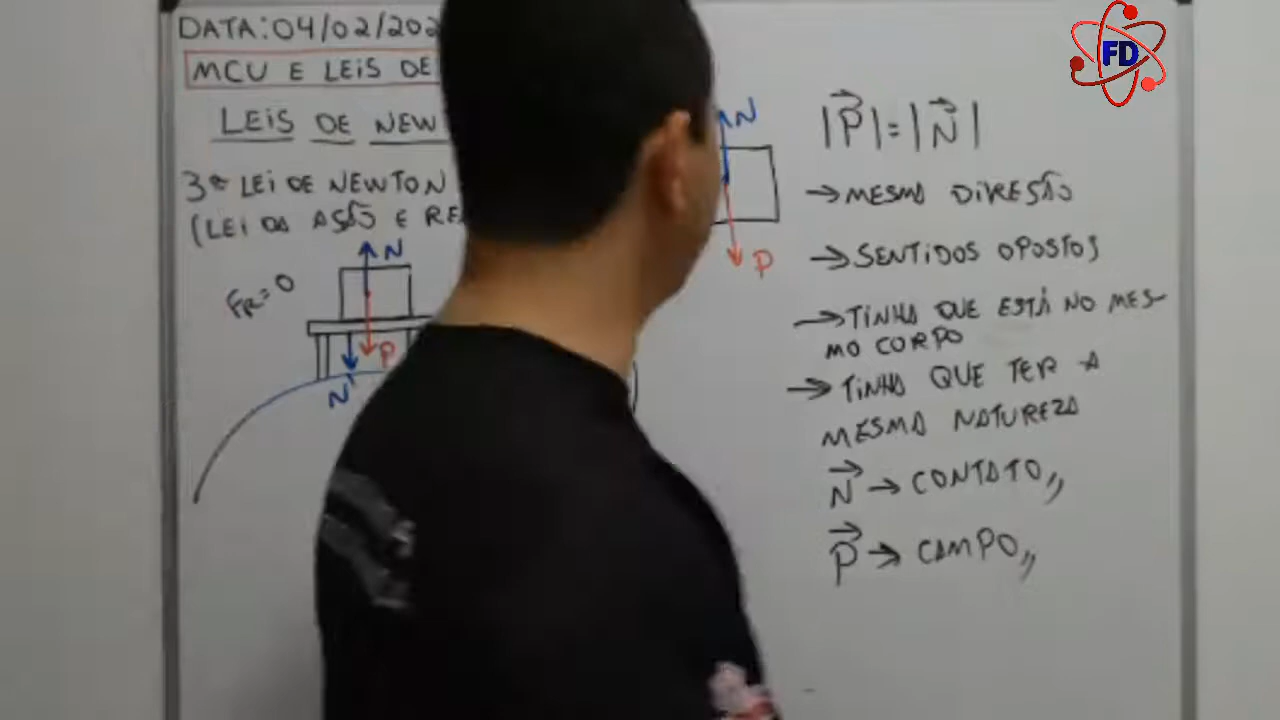 DATA: 04/02/202
MCU E LEIS DE
LEIS DE NEW
3ª LEI DE NEWTON
(LEI DA AÇÃO E RE
N
FR=0
P
N'
N
P
|P|=|N|
→ MESMA DIREÇÃO
→ SENTIDOS OPOSTOS
→ TINHA QUE ESTÁ NO MES-
MO CORPO
→ TINHA QUE TER A
MESMA NATUREZA
N → CONTATO,,
P → CAMPO,,
FD